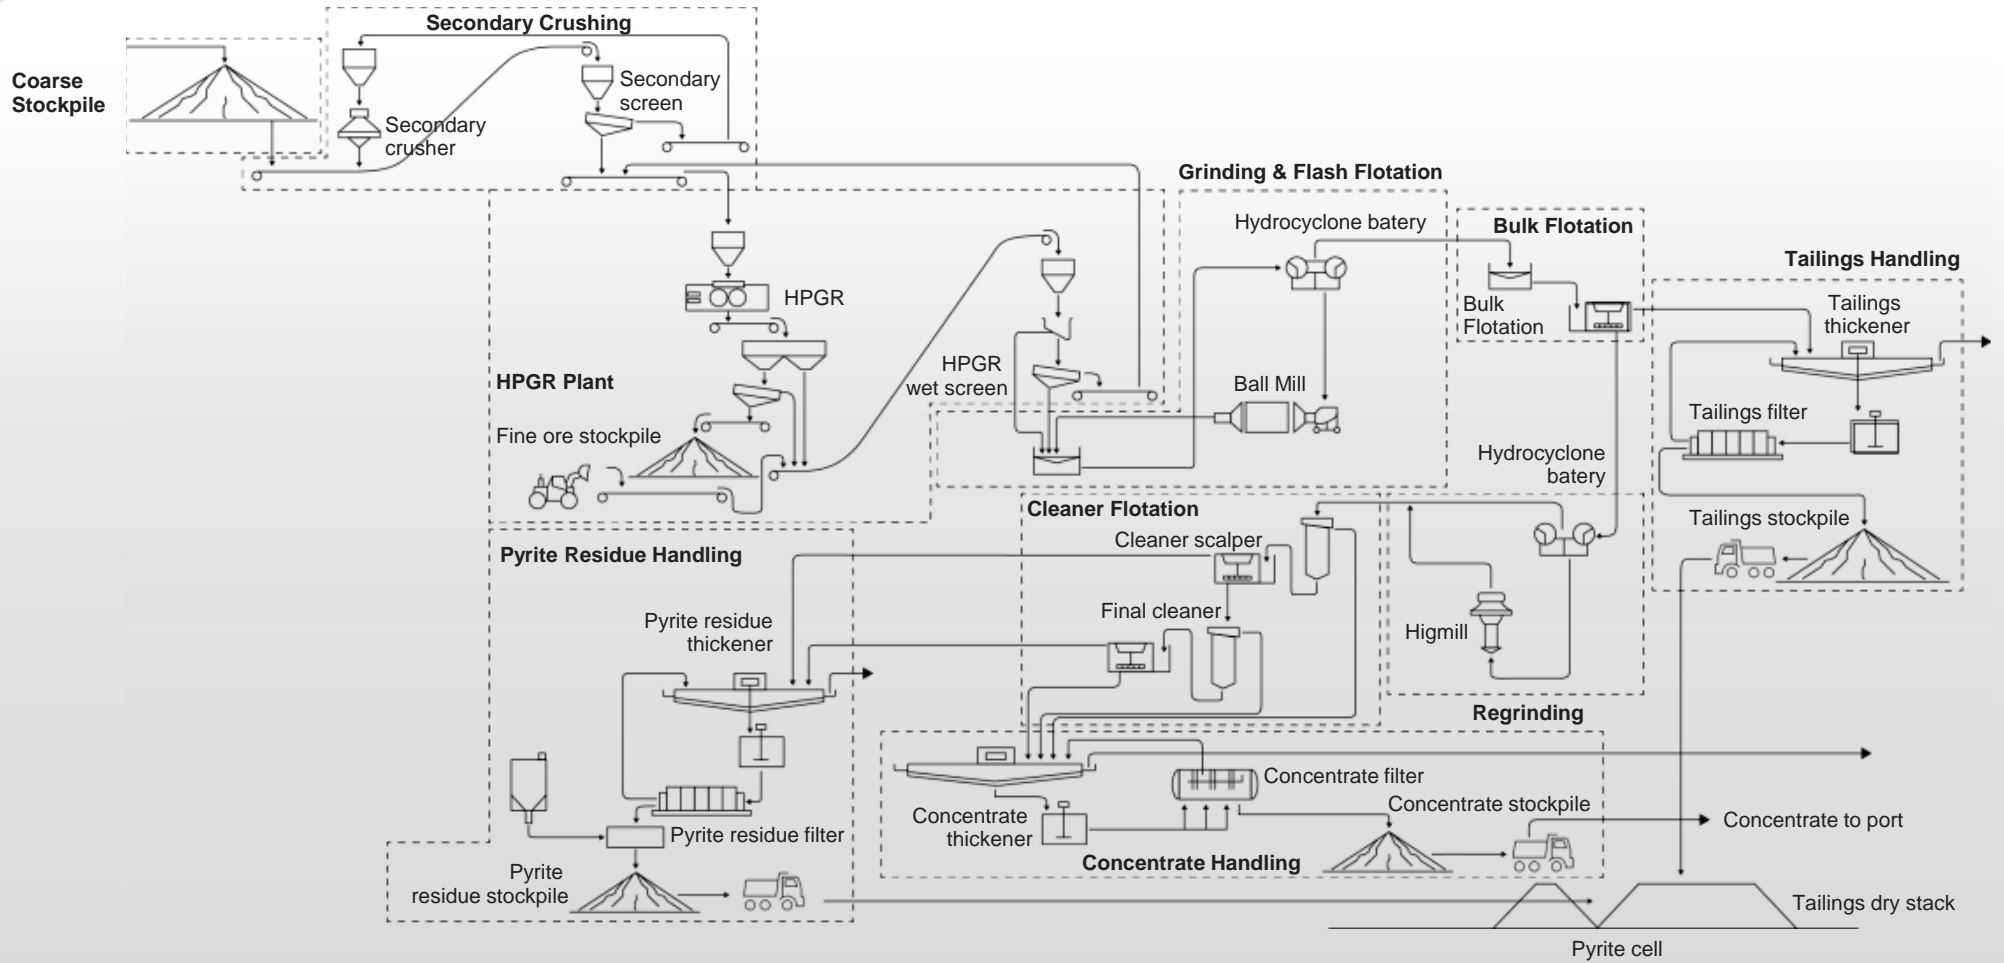 Secondary Crushing
Coarse
Stockpile
Secondary
screen
Secondary
crusher
Grinding & Flash Flotation
Hydrocyclone batery
Bulk Flotation
Bulk
Flotation
Tailings Handling
Tailings
thickener
HPGR
HPGR Plant
HPGR
wet screen
Ball Mill
Fine ore stockpile
Tailings filter
Hydrocyclone
batery
Tailings stockpile
Cleaner Flotation
Cleaner scalper
Pyrite Residue Handling
Final cleaner
Higmill
Pyrite residue
thickener
Regrinding
Concentrate filter
Concentrate stockpile
Concentrate
thickener
Concentrate to port
Pyrite residue filter
Concentrate Handling
Pyrite
residue stockpile
Tailings dry stack
Pyrite cell